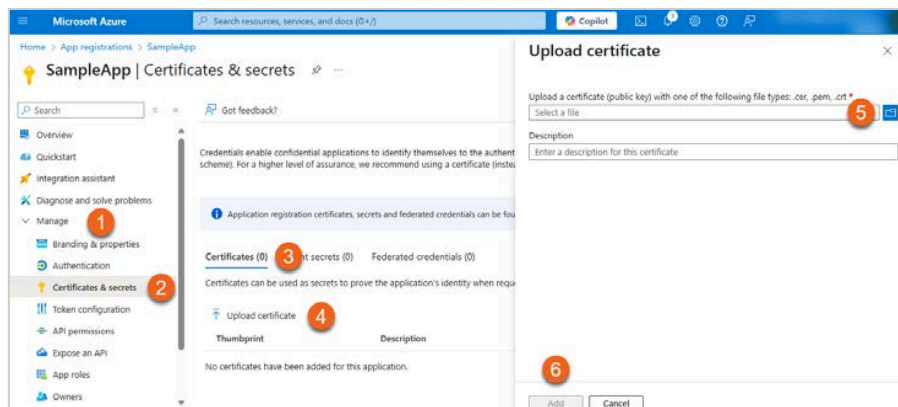 Microsoft Azure
Search resources, services, and docs (G+/)
Copilot
1
Home > App registrations > SampleApp
SampleApp | Certificates & secrets
Search
Got feedback?
Overview
Quickstart
Integration assistant
Diagnose and solve problems
Manage
1
Branding & properties
Authentication
Certificates & secrets
2
Token configuration
API permissions
Expose an API
App roles
Owners
Credentials enable confidential applications to identify themselves to the authent
scheme). For a higher level of assurance, we recommend using a certificate (instea
Application registration certificates, secrets and federated credentials can be fou
Certificates (0)
3
nt secrets (0)
Federated credentials (0)
Certificates can be used as secrets to prove the application's identity when reque
Upload certificate
4
Thumbprint
Description
No certificates have been added for this application.
Upload certificate
Upload a certificate (public key) with one of the following file types: .cer, .pem, .crt *
Select a file
5
Description
Enter a description for this certificate
6
Add
Cancel